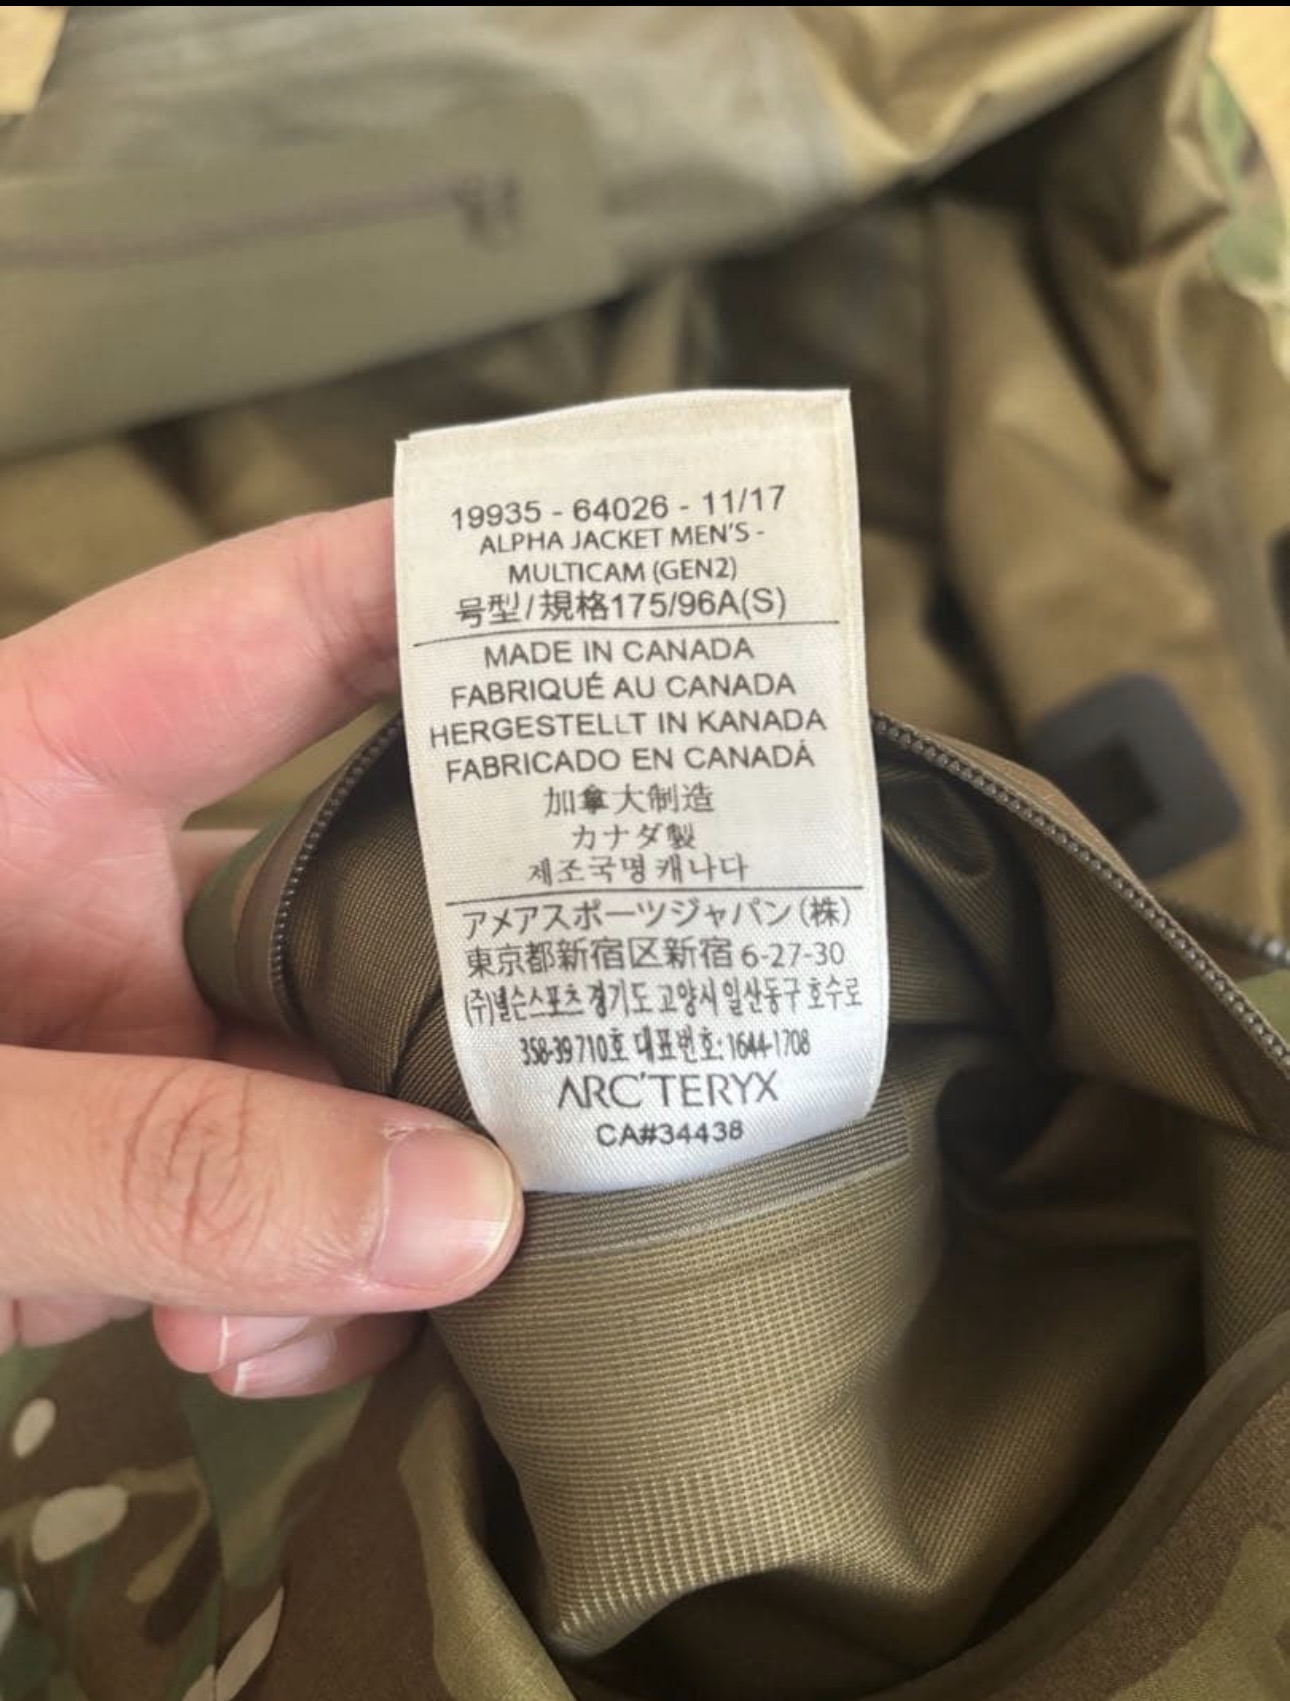 19935 - 64026 - 11/17
ALPHA JACKET MEN'S -
MULTICAM (GEN2)
号型/規格175/96A(S)
MADE IN CANADA
FABRIQUÉ AU CANADA
HERGESTELLT IN KANADA
FABRICADO EN CANADÁ
加拿大制造
カナダ製
제조국명 캐나다
アメアスポーツジャパン(株)
東京都新宿区新宿 6-27-30
(주)넬슨스포츠 경기도 고양시 일산동구 호수로
358-39 710호 대표번호: 1644-1708
ARC'TERYX
CA#34438